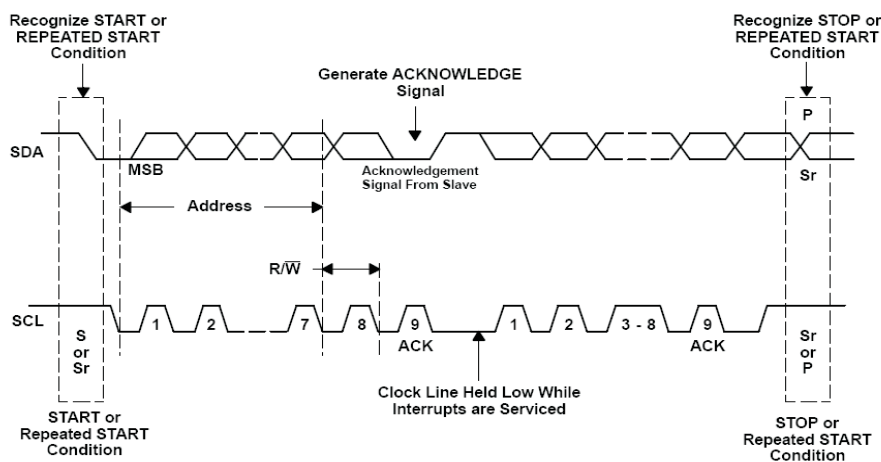 Recognize START or
REPEATED START
Condition
Recognize STOP or
REPEATED START
Condition
Generate ACKNOWLEDGE
Signal
P
SDA
MSB
Acknowledgement
Signal From Slave
Sr
Address
R/W̅
SCL
1
2
7
8
9
1
2
3 - 8
9
S
or
Sr
ACK
ACK
Sr
or
P
Clock Line Held Low While
Interrupts are Serviced
START or
Repeated START
Condition
STOP or
Repeated START
Condition